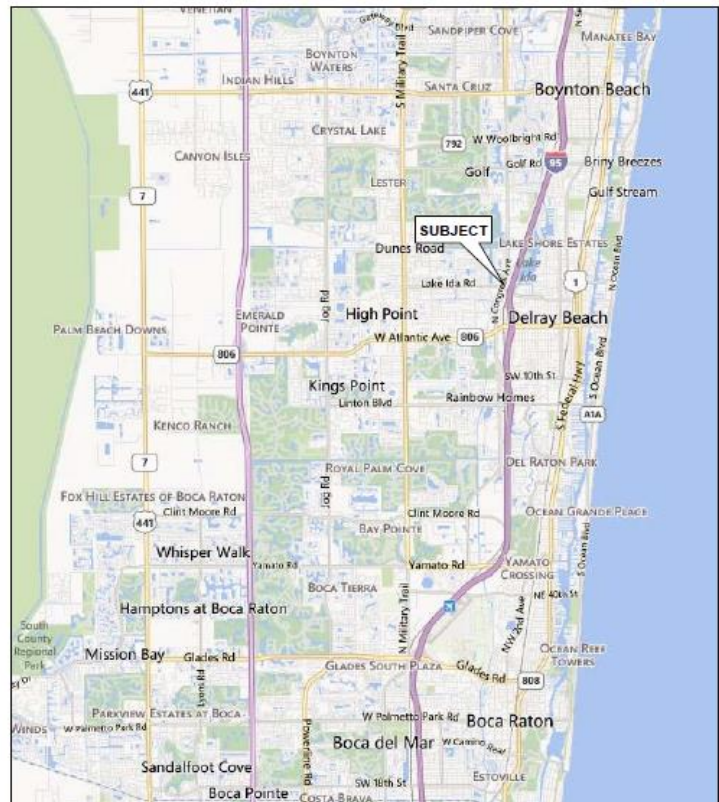 VENETIAN
Gateway Blvd
SANDPIPER COVE
MANATEE BAY
BOYNTON
WATERS
S Military Trail
INDIAN HILLS
SANTA CRUZ
Boynton Beach
441
CRYSTAL LAKE
792
W Woolbright Rd
CANYON ISLES
Golf Rd
95
Briny Breezes
Golf
LESTER
7
Gulf Stream
SUBJECT
Dunes Road
LAKE SHORE ESTATES
Lake
Ida
N Ocean Blvd
Lake Ida Rd
N Congress Ave
1
Jog Rd
EMERALD
POINTE
High Point
Delray Beach
PALM BEACH DOWNS
W Atlantic Ave
806
806
S Ocean Blvd
SW 10th St
Kings Point
Linton Blvd
Rainbow Homes
S Federal Hwy
A1A
KENCO RANCH
7
ROYAL PALM COVE
DEL RATON PARK
Jog Rd
FOX HILL ESTATES OF BOCA RATON
Clint Moore Rd
Clint Moore Rd
OCEAN GRANDE PLACE
441
BAY POINTE
Whisper Walk
Yamato Rd
Yamato Rd
YAMATO
CROSSING
S Ocean Blvd
BOCA TIERRA
NE 40th St
Hamptons at Boca Raton
N Military Trail
NW 2nd Ave
South
County
Regional
Park
Mission Bay
Glades Rd
OCEAN REEF
TOWERS
GLADES SOUTH PLAZA
Glades Rd
808
Lyons Rd
PARKVIEW ESTATES AT BOCA
W Palmetto Park Rd
WINDS
W Palmetto Park Rd
Boca Raton
Powerline Rd
Boca del Mar
W Camino Real
Sandalfoot Cove
SW 18th St
ESTOVILLE
Boca Pointe
COSTA BRAVA